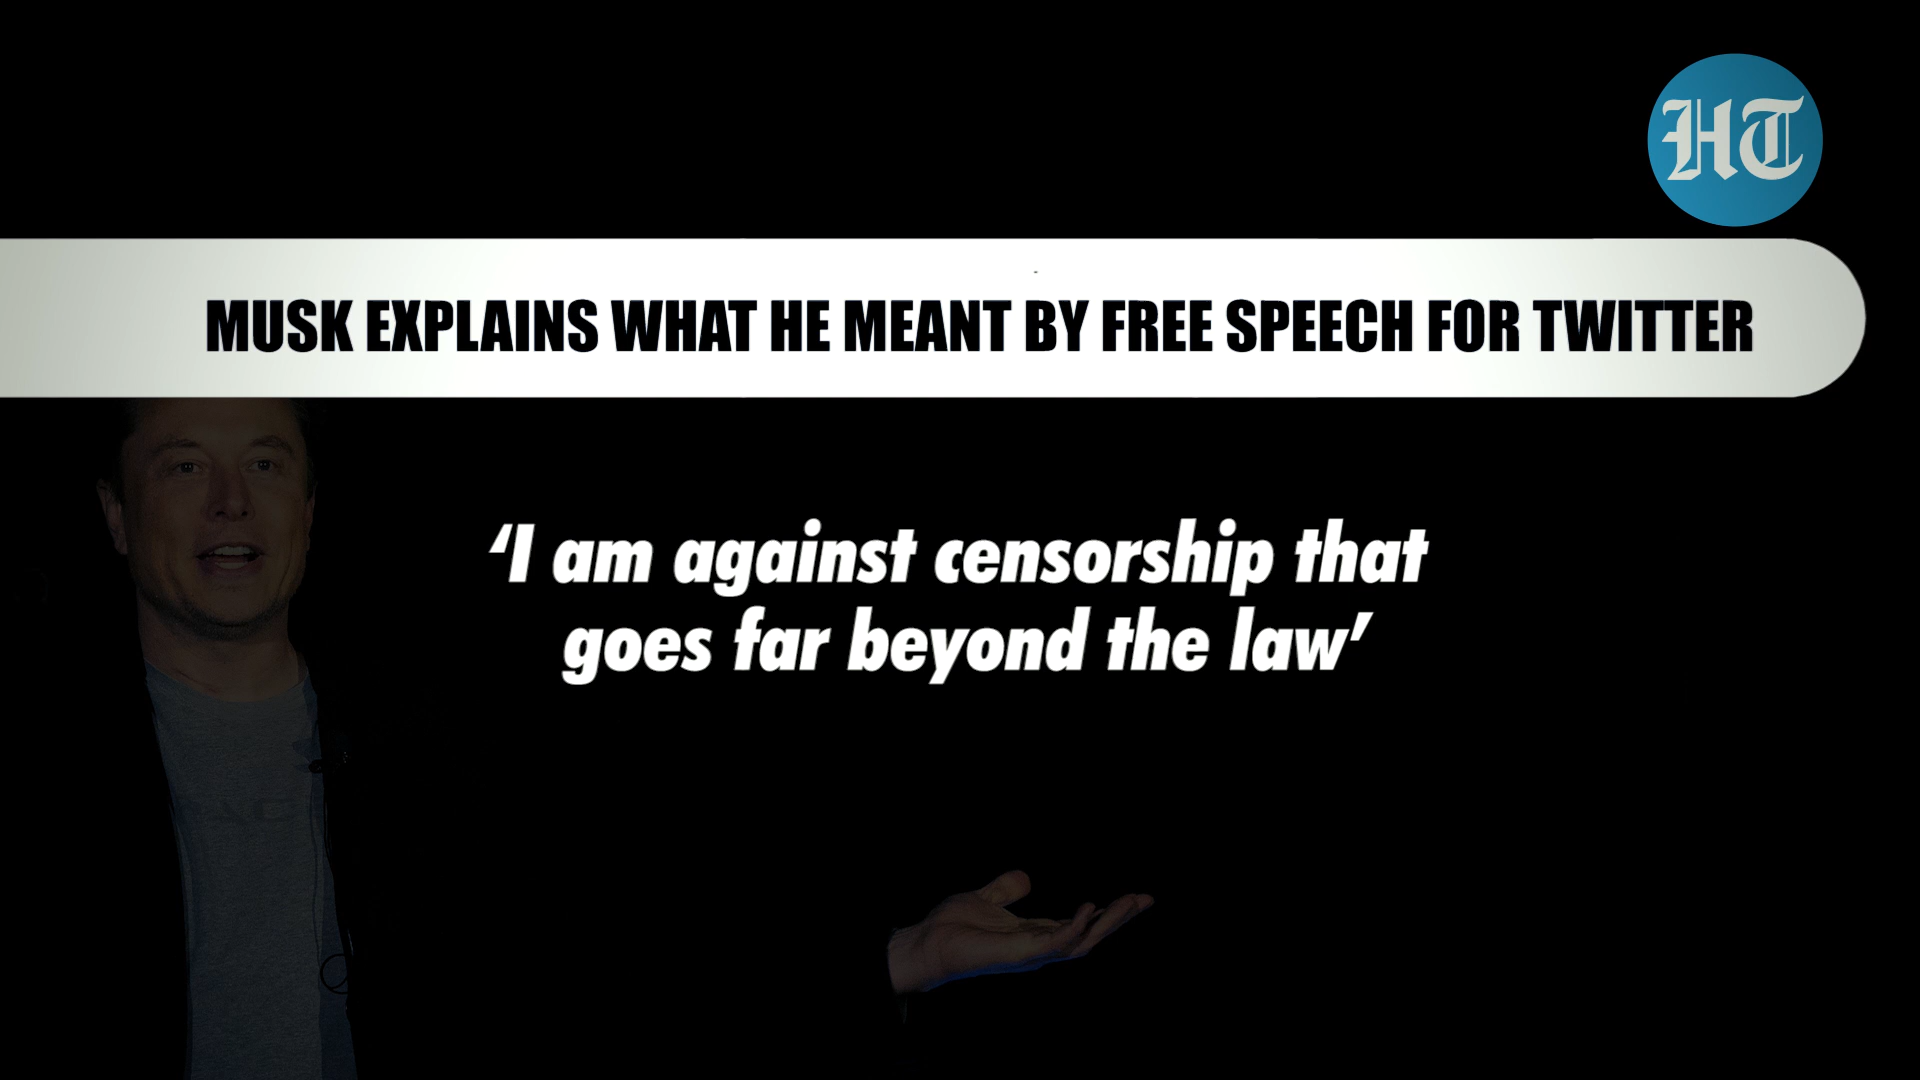 HT
MUSK EXPLAINS WHAT HE MEANT BY FREE SPEECH FOR TWITTER
‘I am against censorship that
goes far beyond the law’